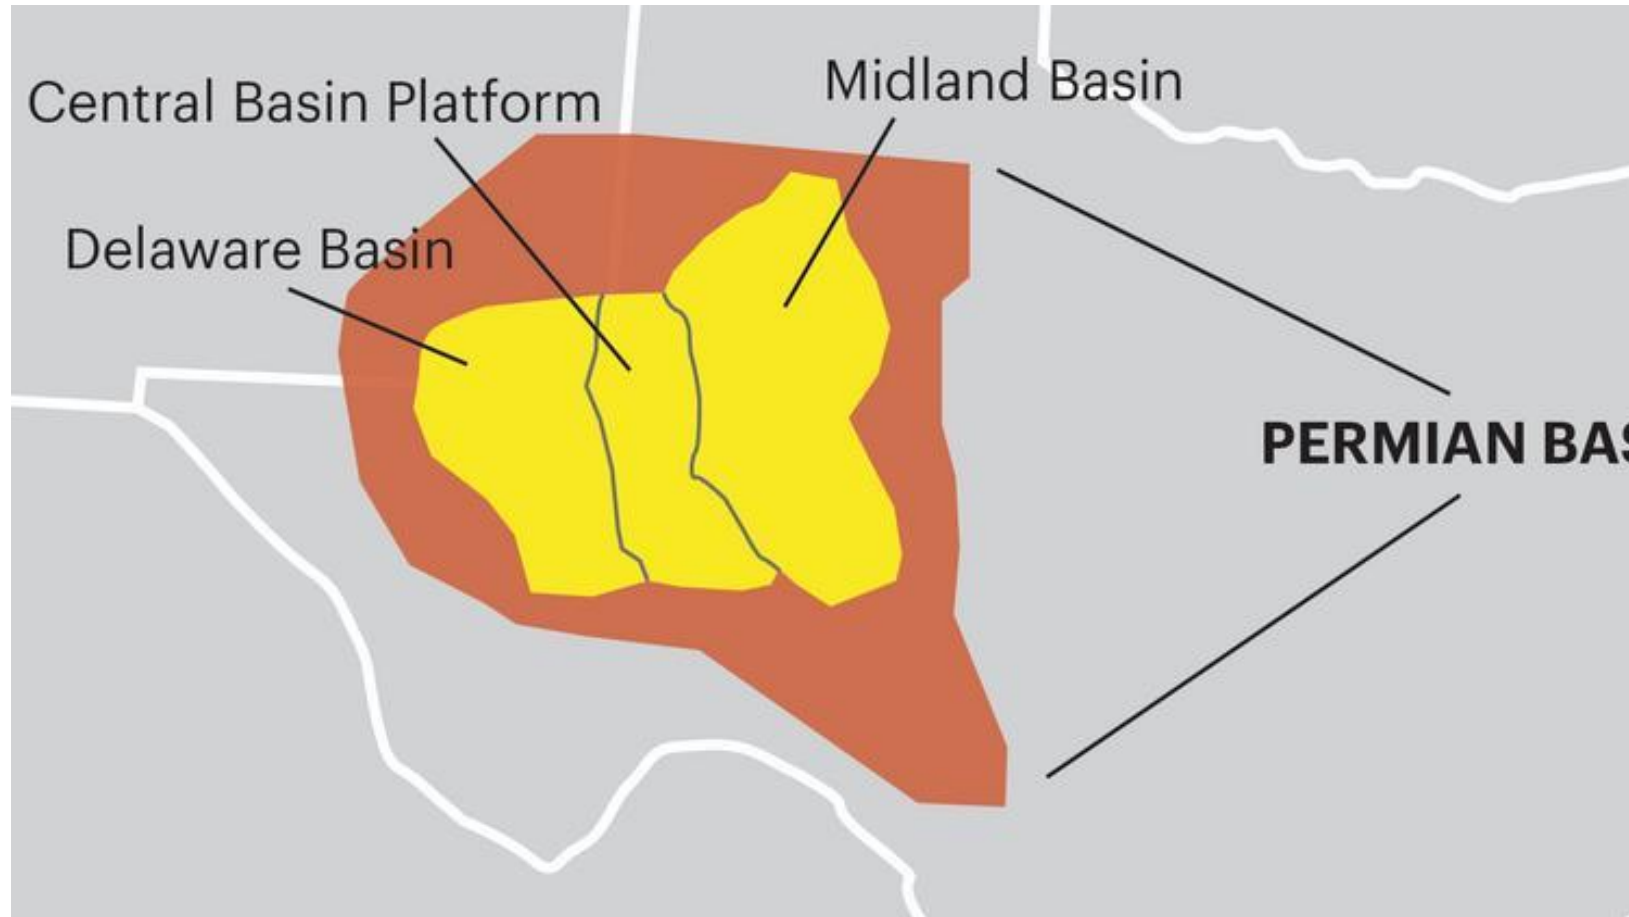 Midland Basin
Central Basin Platform
Delaware Basin
PERMIAN BAS